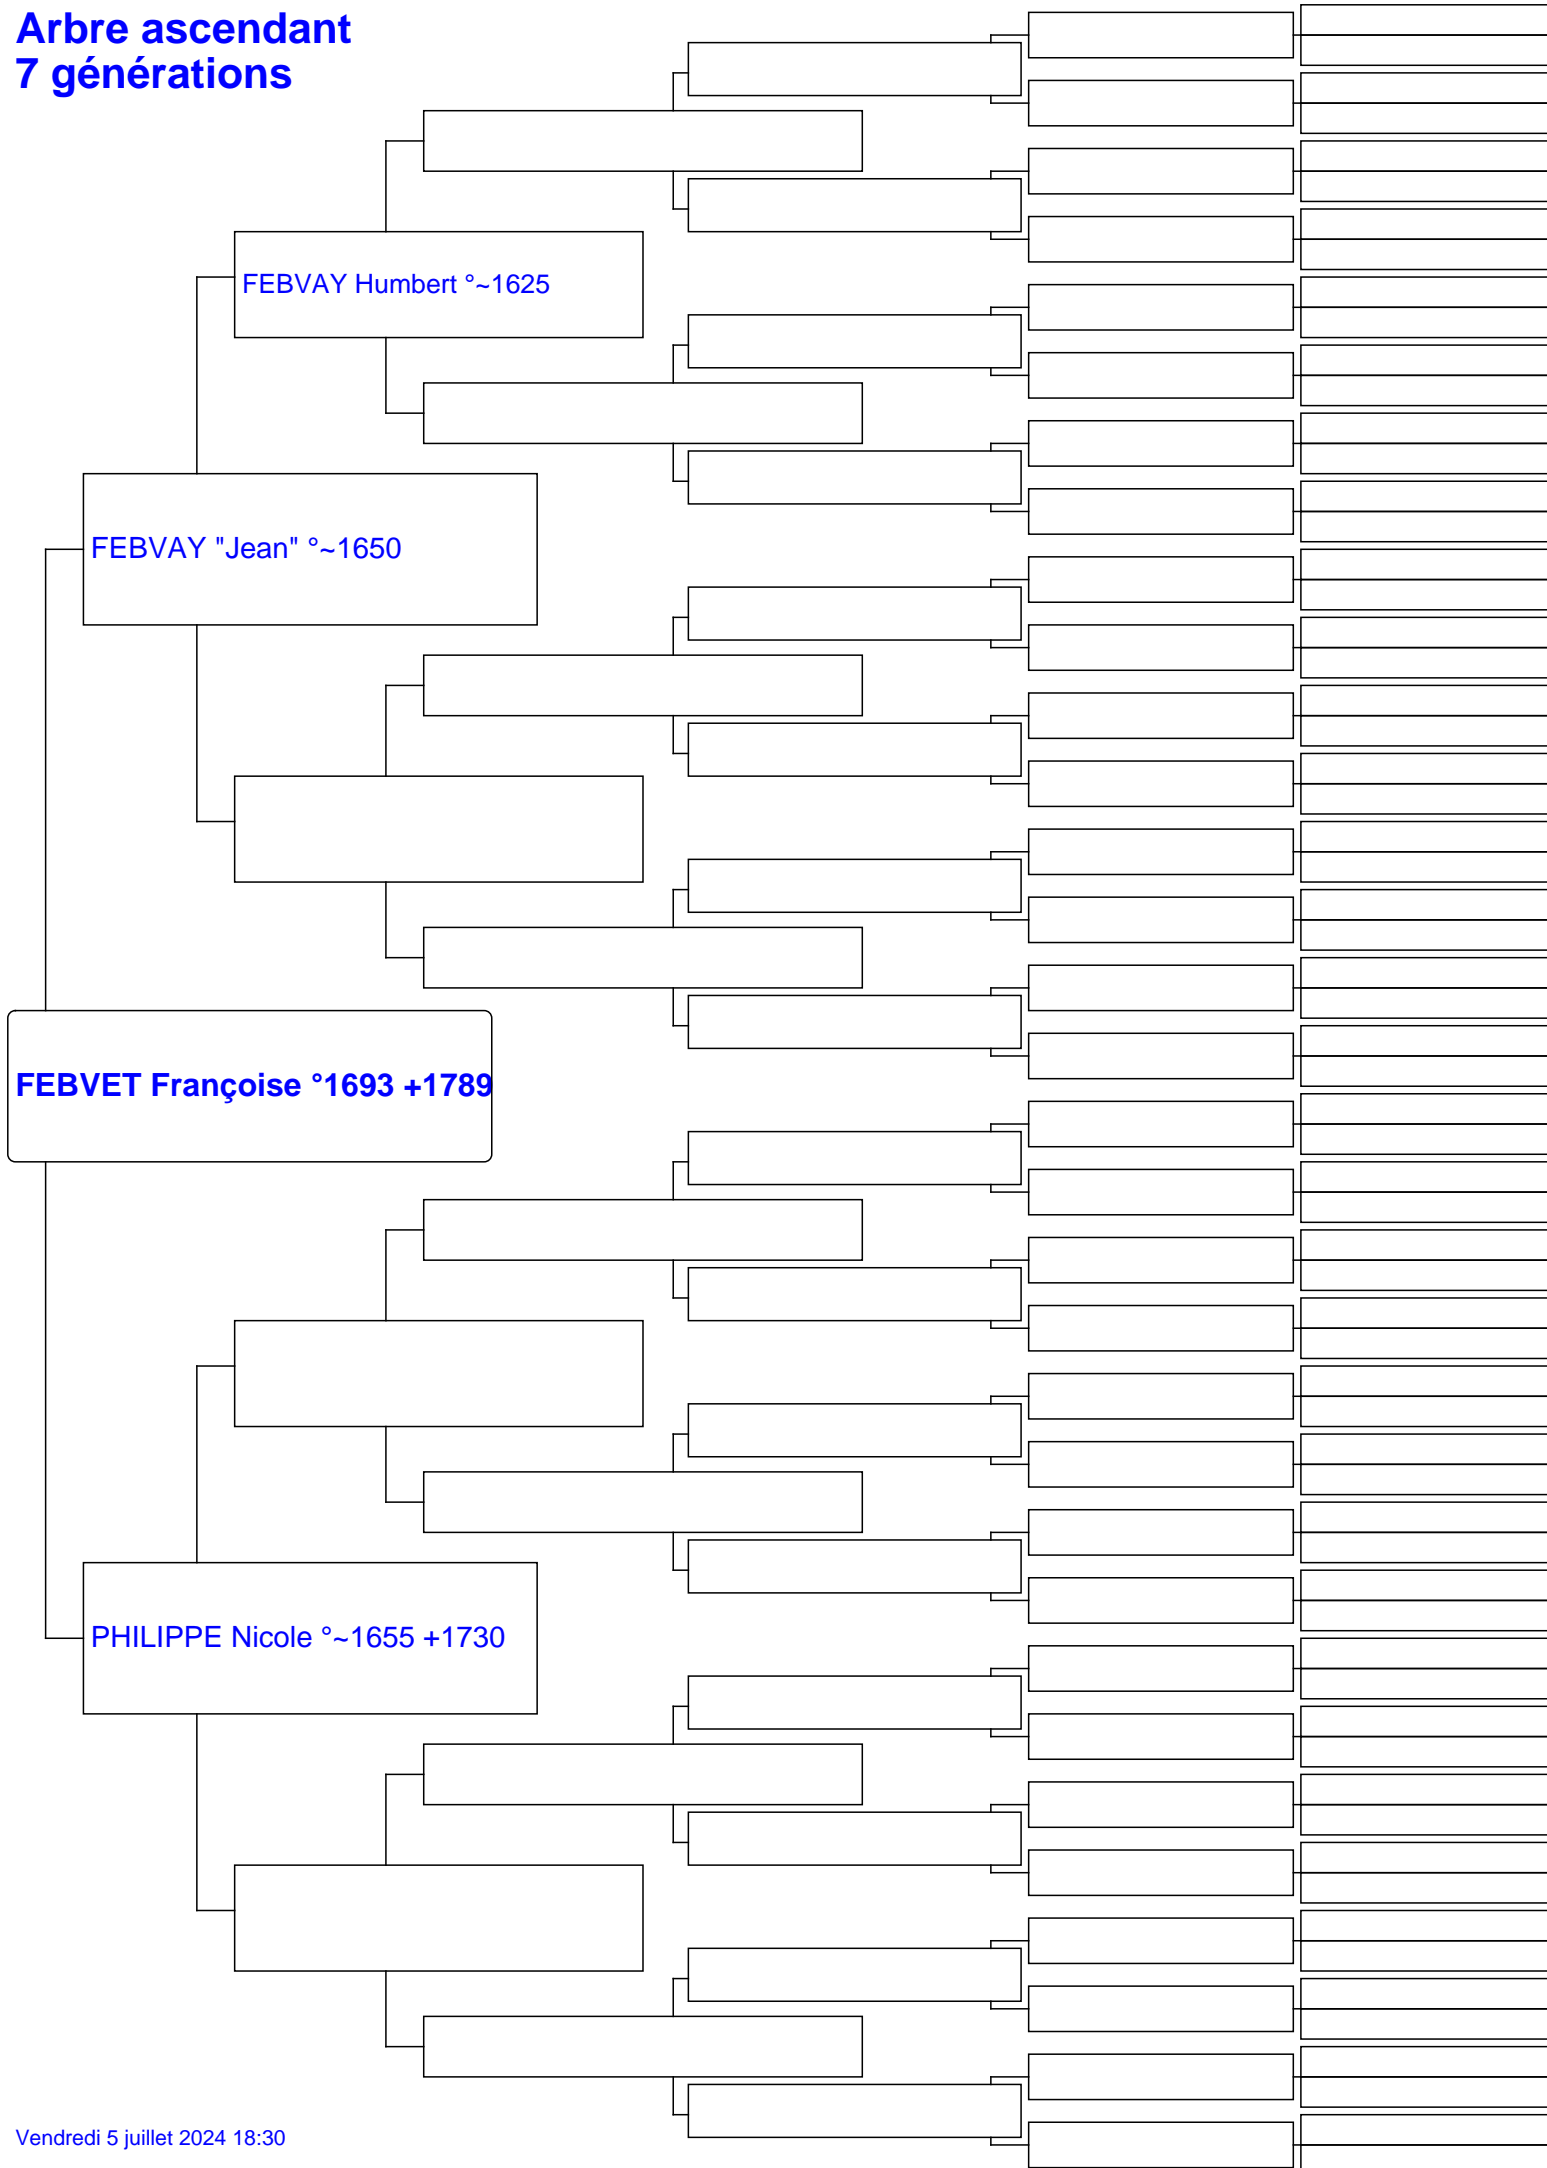 Arbre ascendant
7 générations
FEBVAY Humbert °~1625
FEBVAY "Jean" °~1650
FEBVET Françoise °1693 +1789
PHILIPPE Nicole °~1655 +1730
Vendredi 5 juillet 2024 18:30